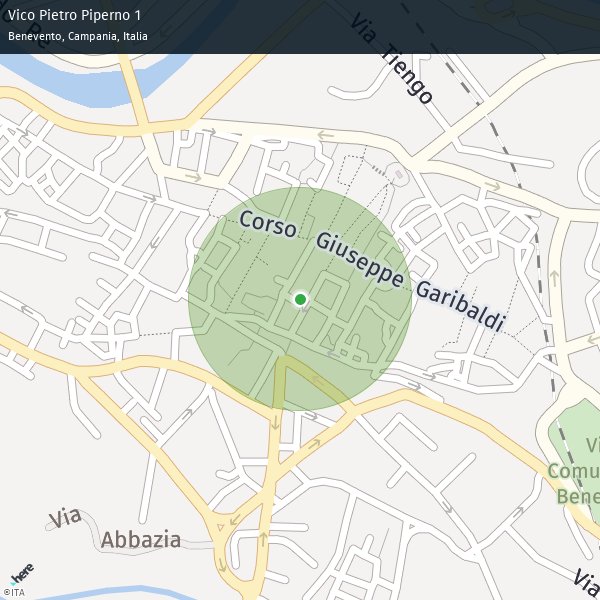 Vico Pietro Piperno 1
Benevento, Campania, Italia
Via Tiengo
Corso Giuseppe Garibaldi
Vi
Comu
Bene
Via
Abbazia
Via
here
©ITA